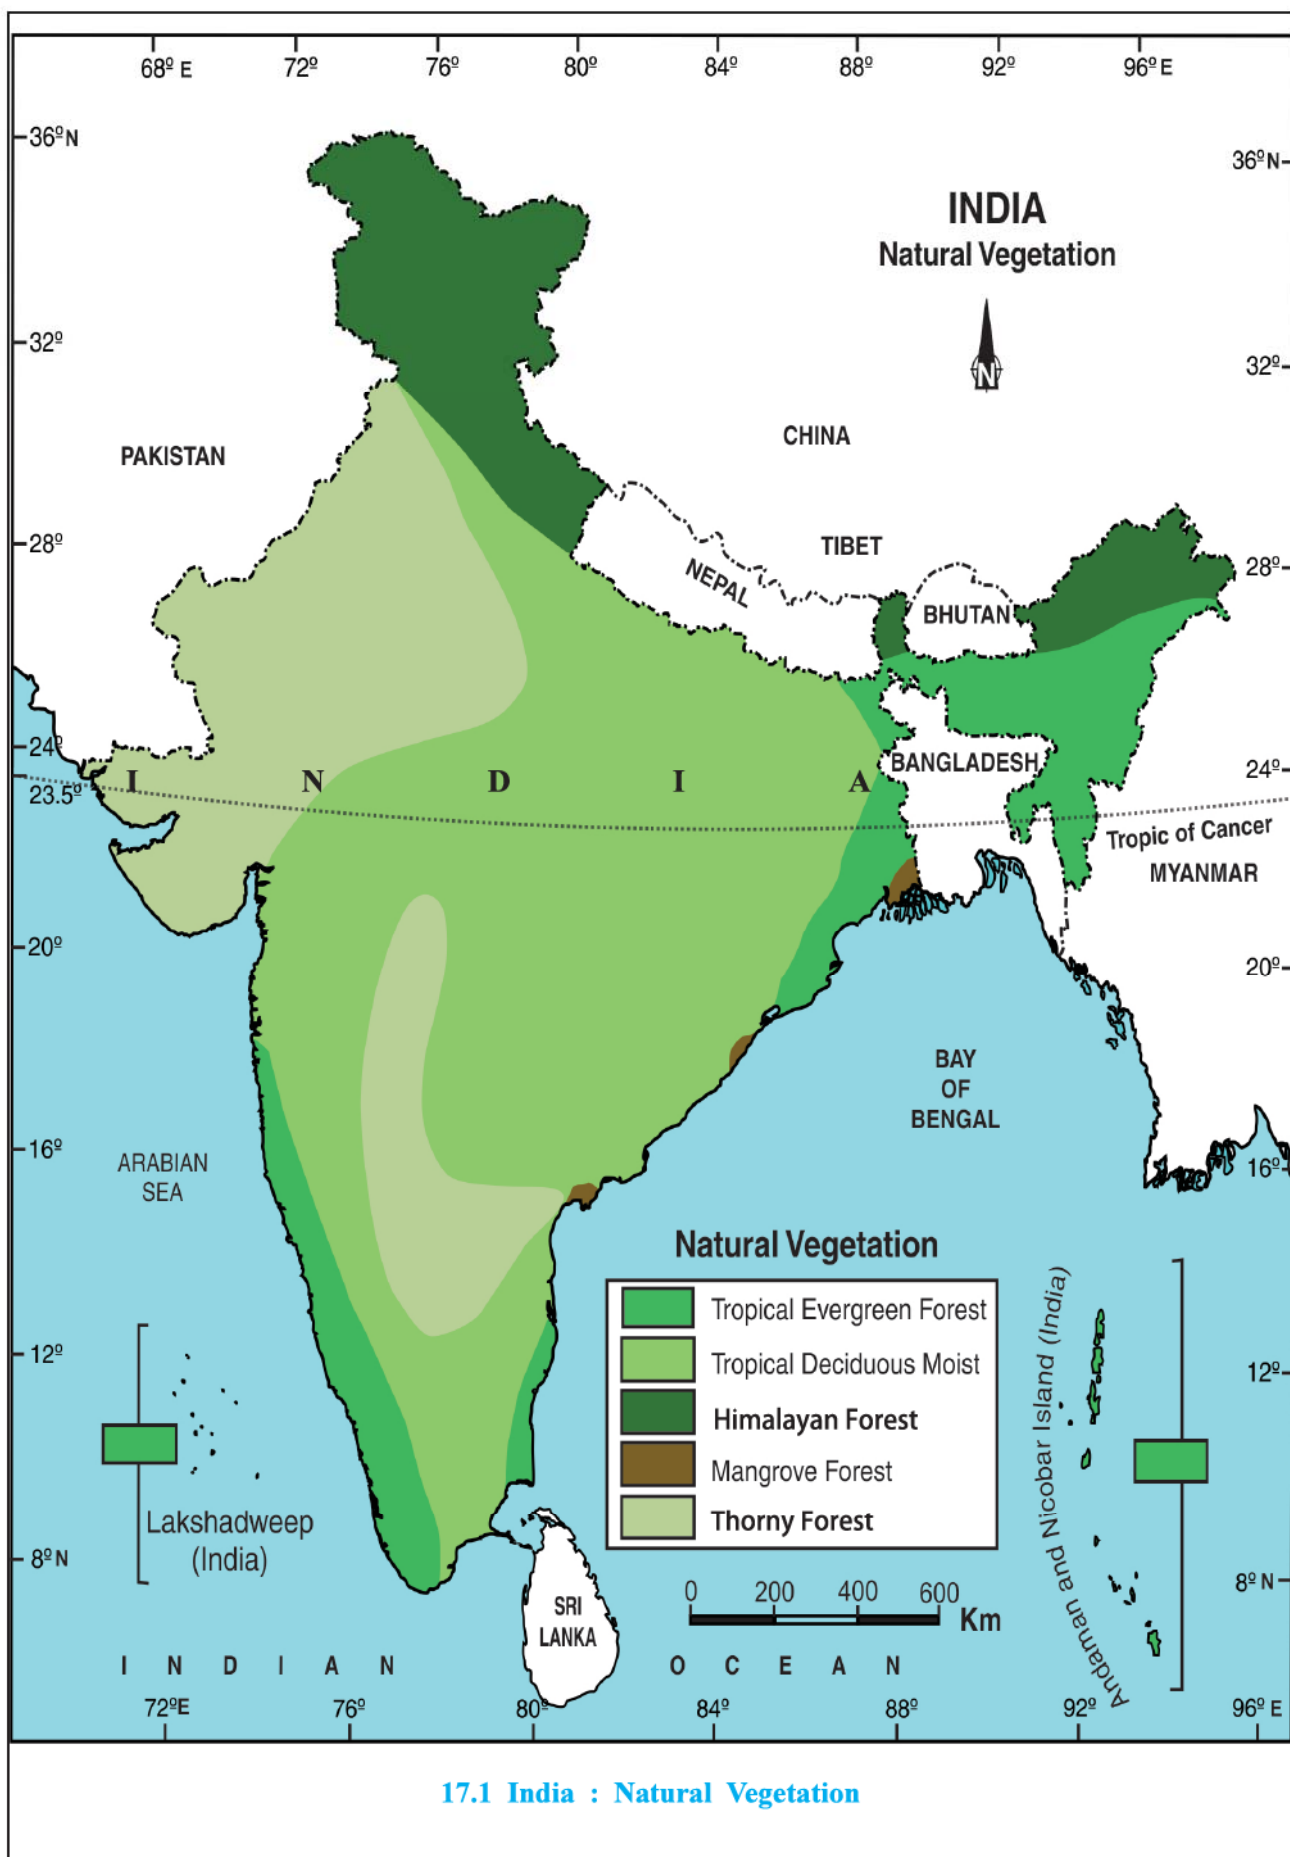 68º E 72º 76º 80º 84º 88º 92º 96º E
36º N
36º N
INDIA
Natural Vegetation
N
32º
32º
CHINA
PAKISTAN
28º
TIBET
28º
NEPAL
BHUTAN
24º
BANGLADESH
24º
I N D I A
23.5º
Tropic of Cancer
MYANMAR
20º
20º
BAY
OF
BENGAL
16º
16º
ARABIAN
SEA
Natural Vegetation
Tropical Evergreen Forest
Tropical Deciduous Moist
Himalayan Forest
Mangrove Forest
Thorny Forest
12º
12º
Andaman and Nicobar Island (India)
Lakshadweep
(India)
8º N
8º N
0 200 400 600
Km
SRI
LANKA
I N D I A N O C E A N
72º E 76º 80º 84º 88º 92º 96º E
17.1 India : Natural Vegetation